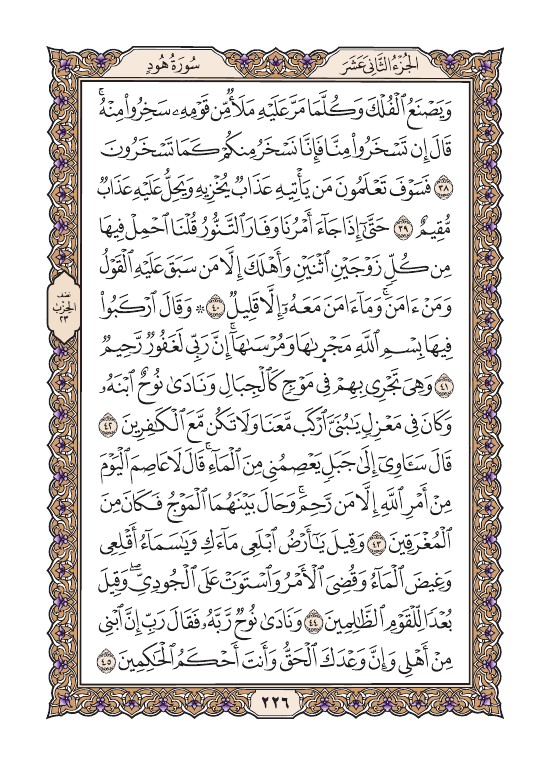 الجُزْءُ الثَّانِي عَشَرَ
سُورَةُ هُودٍ
وَيَصْنَعُ ٱلْفُلْكَ وَكُلَّمَا مَرَّ عَلَيْهِ مَلَأٌ مِّن قَوْمِهِۦ سَخِرُوا۟ مِنْهُ ۚ
قَالَ إِن تَسْخَرُوا۟ مِنَّا فَإِنَّا نَسْخَرُ مِنكُمْ كَمَا تَسْخَرُونَ
٣٨ فَسَوْفَ تَعْلَمُونَ مَن يَأْتِيهِ عَذَابٌ يُخْزِيهِ وَيَحِلُّ عَلَيْهِ عَذَابٌ
مُّقِيمٌ ٣٩ حَتَّىٰٓ إِذَا جَآءَ أَمْرُنَا وَفَارَ ٱلتَّنُّورُ قُلْنَا ٱحْمِلْ فِيهَا
مِن كُلٍّ زَوْجَيْنِ ٱثْنَيْنِ وَأَهْلَكَ إِلَّا مَن سَبَقَ عَلَيْهِ ٱلْقَوْلُ
وَمَنْ ءَامَنَ ۚ وَمَآ ءَامَنَ مَعَهُۥٓ إِلَّا قَلِيلٌ ٤٠ ۞ وَقَالَ ٱرْكَبُوا۟
فِيهَا بِسْمِ ٱللَّهِ مَجْر۪ىٰهَا وَمُرْسَىٰهَآ ۚ إِنَّ رَبِّى لَغَفُورٌ رَّحِيمٌ
٤١ وَهِىَ تَجْرِى بِهِمْ فِى مَوْجٍ كَٱلْجِبَالِ وَنَادَىٰ نُوحٌ ٱبْنَهُۥ
وَكَانَ فِى مَعْزِلٍ يَـٰبُنَىَّ ٱرْكَب مَّعَنَا وَلَا تَكُن مَّعَ ٱلْكَـٰفِرِينَ ٤٢
قَالَ سَـَٔاوِىٓ إِلَىٰ جَبَلٍ يَعْصِمُنِى مِنَ ٱلْمَآءِ ۚ قَالَ لَا عَاصِمَ ٱلْيَوْمَ
مِنْ أَمْرِ ٱللَّهِ إِلَّا مَن رَّحِمَ ۚ وَحَالَ بَيْنَهُمَا ٱلْمَوْجُ فَكَانَ مِنَ
ٱلْمُغْرَقِينَ ٤٣ وَقِيلَ يَـٰٓأَرْضُ ٱبْلَعِى مَآءَكِ وَيَـٰسَمَآءُ أَقْلِعِى
وَغِيضَ ٱلْمَآءُ وَقُضِىَ ٱلْأَمْرُ وَٱسْتَوَتْ عَلَى ٱلْجُودِىِّ ۖ وَقِيلَ
بُعْدًا لِّلْقَوْمِ ٱلظَّـٰلِمِينَ ٤٤ وَنَادَىٰ نُوحٌ رَّبَّهُۥ فَقَالَ رَبِّ إِنَّ ٱبْنِى
مِنْ أَهْلِى وَإِنَّ وَعْدَكَ ٱلْحَقُّ وَأَنتَ أَحْكَمُ ٱلْحَـٰكِمِينَ ٤٥
نصف
الحزب
٢٣
٢٢٦